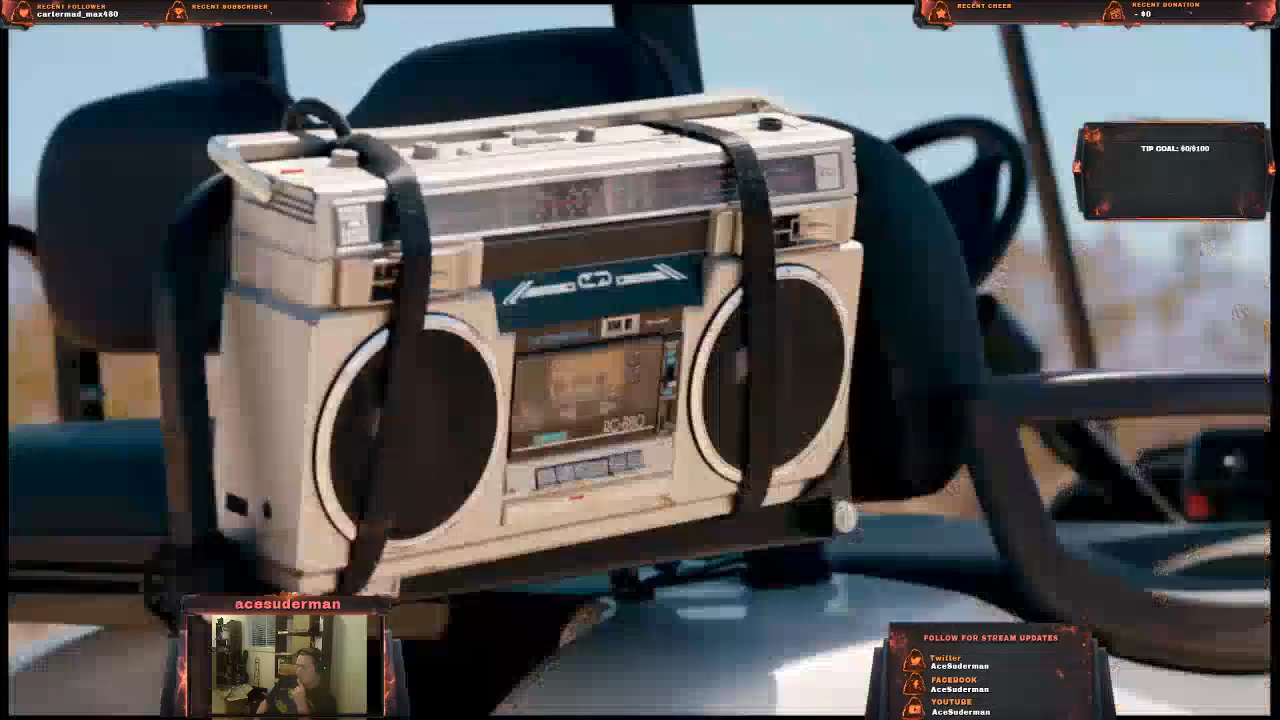 RECENT FOLLOWER
cartermad_max480
RECENT SUBSCRIBER
RECENT CHEER
RECENT DONATION
- $0
TIP GOAL: $0/$100
acesuderman
FOLLOW FOR STREAM UPDATES
Twitter
AceSuderman
FACEBOOK
AceSuderman
YOUTUBE
AceSuderman